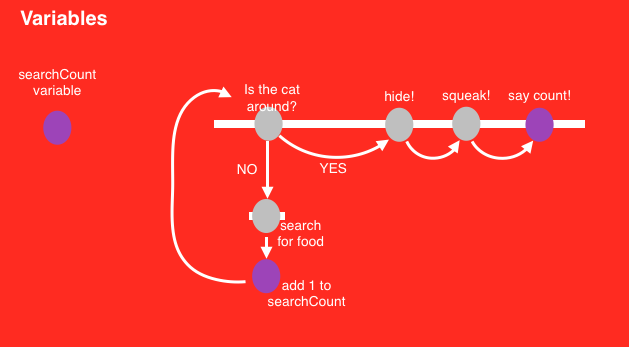 Variables
searchCount
variable
Is the cat
around?
hide!
squeak!
say count!
NO
YES
search
for food
add 1 to
searchCount